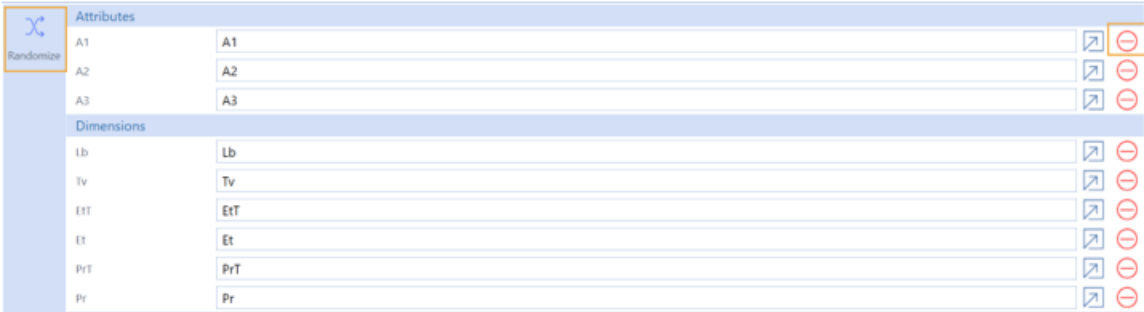 Randomize
Attributes
A1 A1
A2 A2
A3 A3
Dimensions
Lb Lb
Tv Tv
EtT EtT
Et Et
PrT PrT
Pr Pr